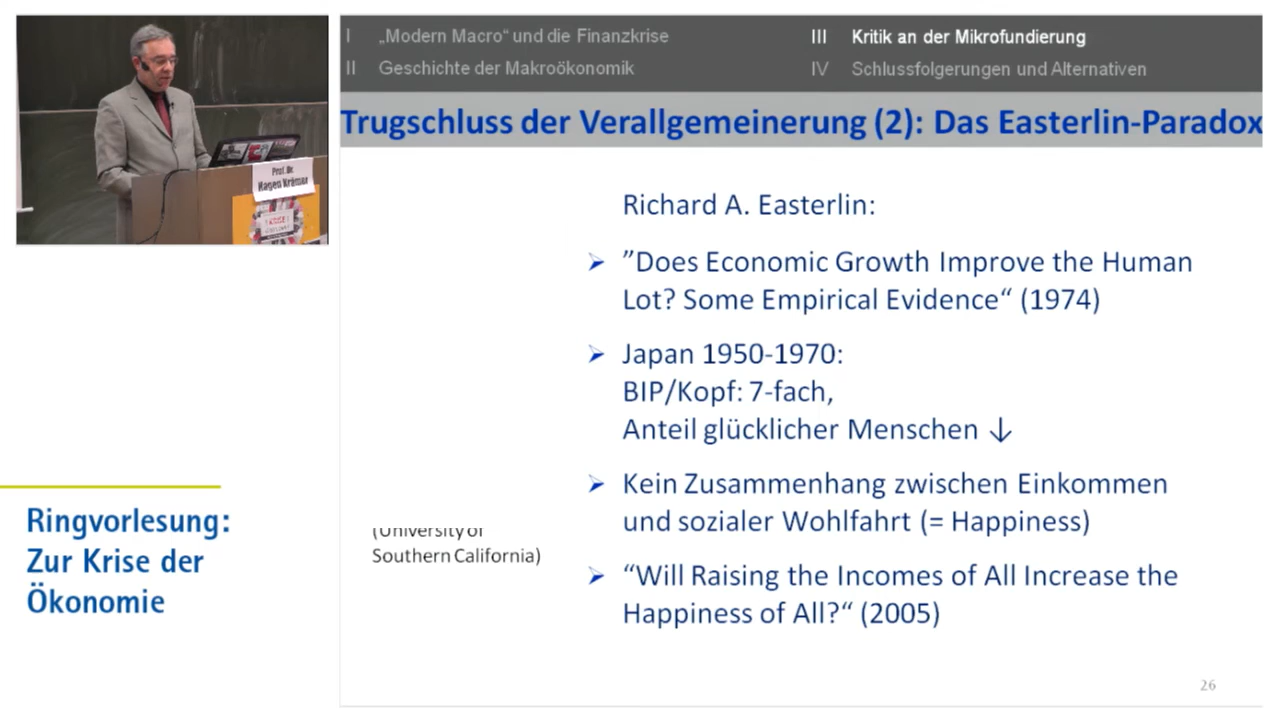 Prof. Dr.
Hagen Krämer
I „Modern Macro“ und die Finanzkrise
II Geschichte der Makroökonomik
III Kritik an der Mikrofundierung
IV Schlussfolgerungen und Alternativen
Trugschluss der Verallgemeinerung (2): Das Easterlin-Paradox
Richard A. Easterlin:
➢ ”Does Economic Growth Improve the Human
Lot? Some Empirical Evidence“ (1974)
➢ Japan 1950-1970:
BIP/Kopf: 7-fach,
Anteil glücklicher Menschen ↓
➢ Kein Zusammenhang zwischen Einkommen
und sozialer Wohlfahrt (= Happiness)
➢ “Will Raising the Incomes of All Increase the
Happiness of All?“ (2005)
(University of
Southern California)
Ringvorlesung:
Zur Krise der
Ökonomie
26